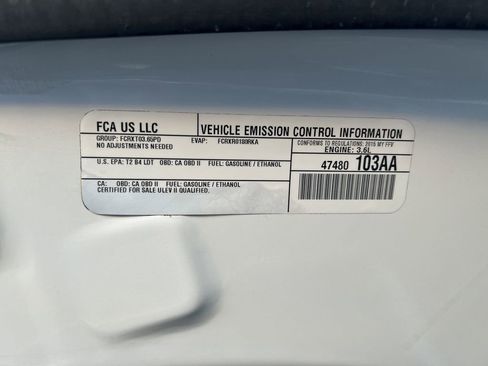 FCA US LLC
VEHICLE EMISSION CONTROL INFORMATION
GROUP: FCRXT03.65PD EVAP: FCRXR0180RKA
NO ADJUSTMENTS NEEDED
CONFORMS TO REGULATIONS: 2015 MY FFV
ENGINE: 3.6L
U.S. EPA: T2 B4 LDT OBD: CA OBD II FUEL: GASOLINE / ETHANOL
47480 103AA
CA: OBD: CA OBD II FUEL: GASOLINE / ETHANOL
CERTIFIED FOR SALE ULEV II QUALIFIED.